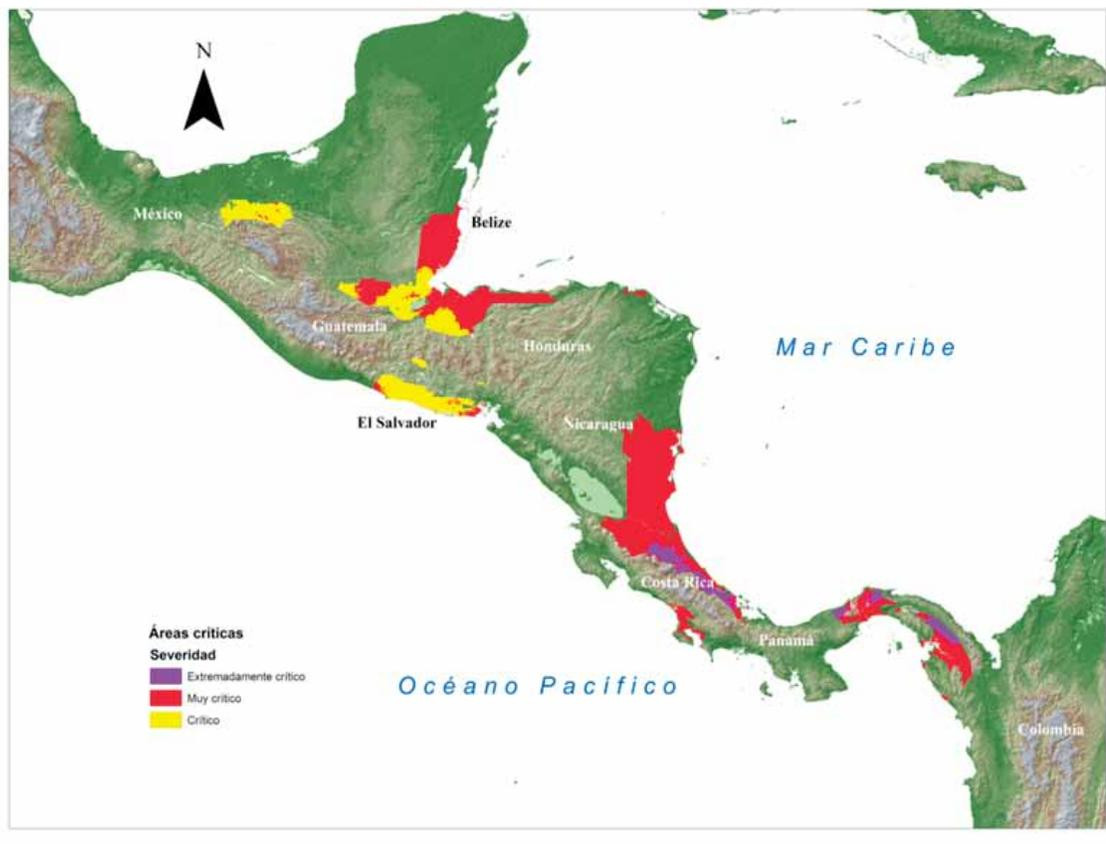 N
México
Belize
Guatemala
Honduras
Mar Caribe
El Salvador
Nicaragua
Costa Rica
Panamá
Áreas críticas
Severidad
Extremadamente crítico
Muy crítico
Crítico
Océano Pacífico
Colombia